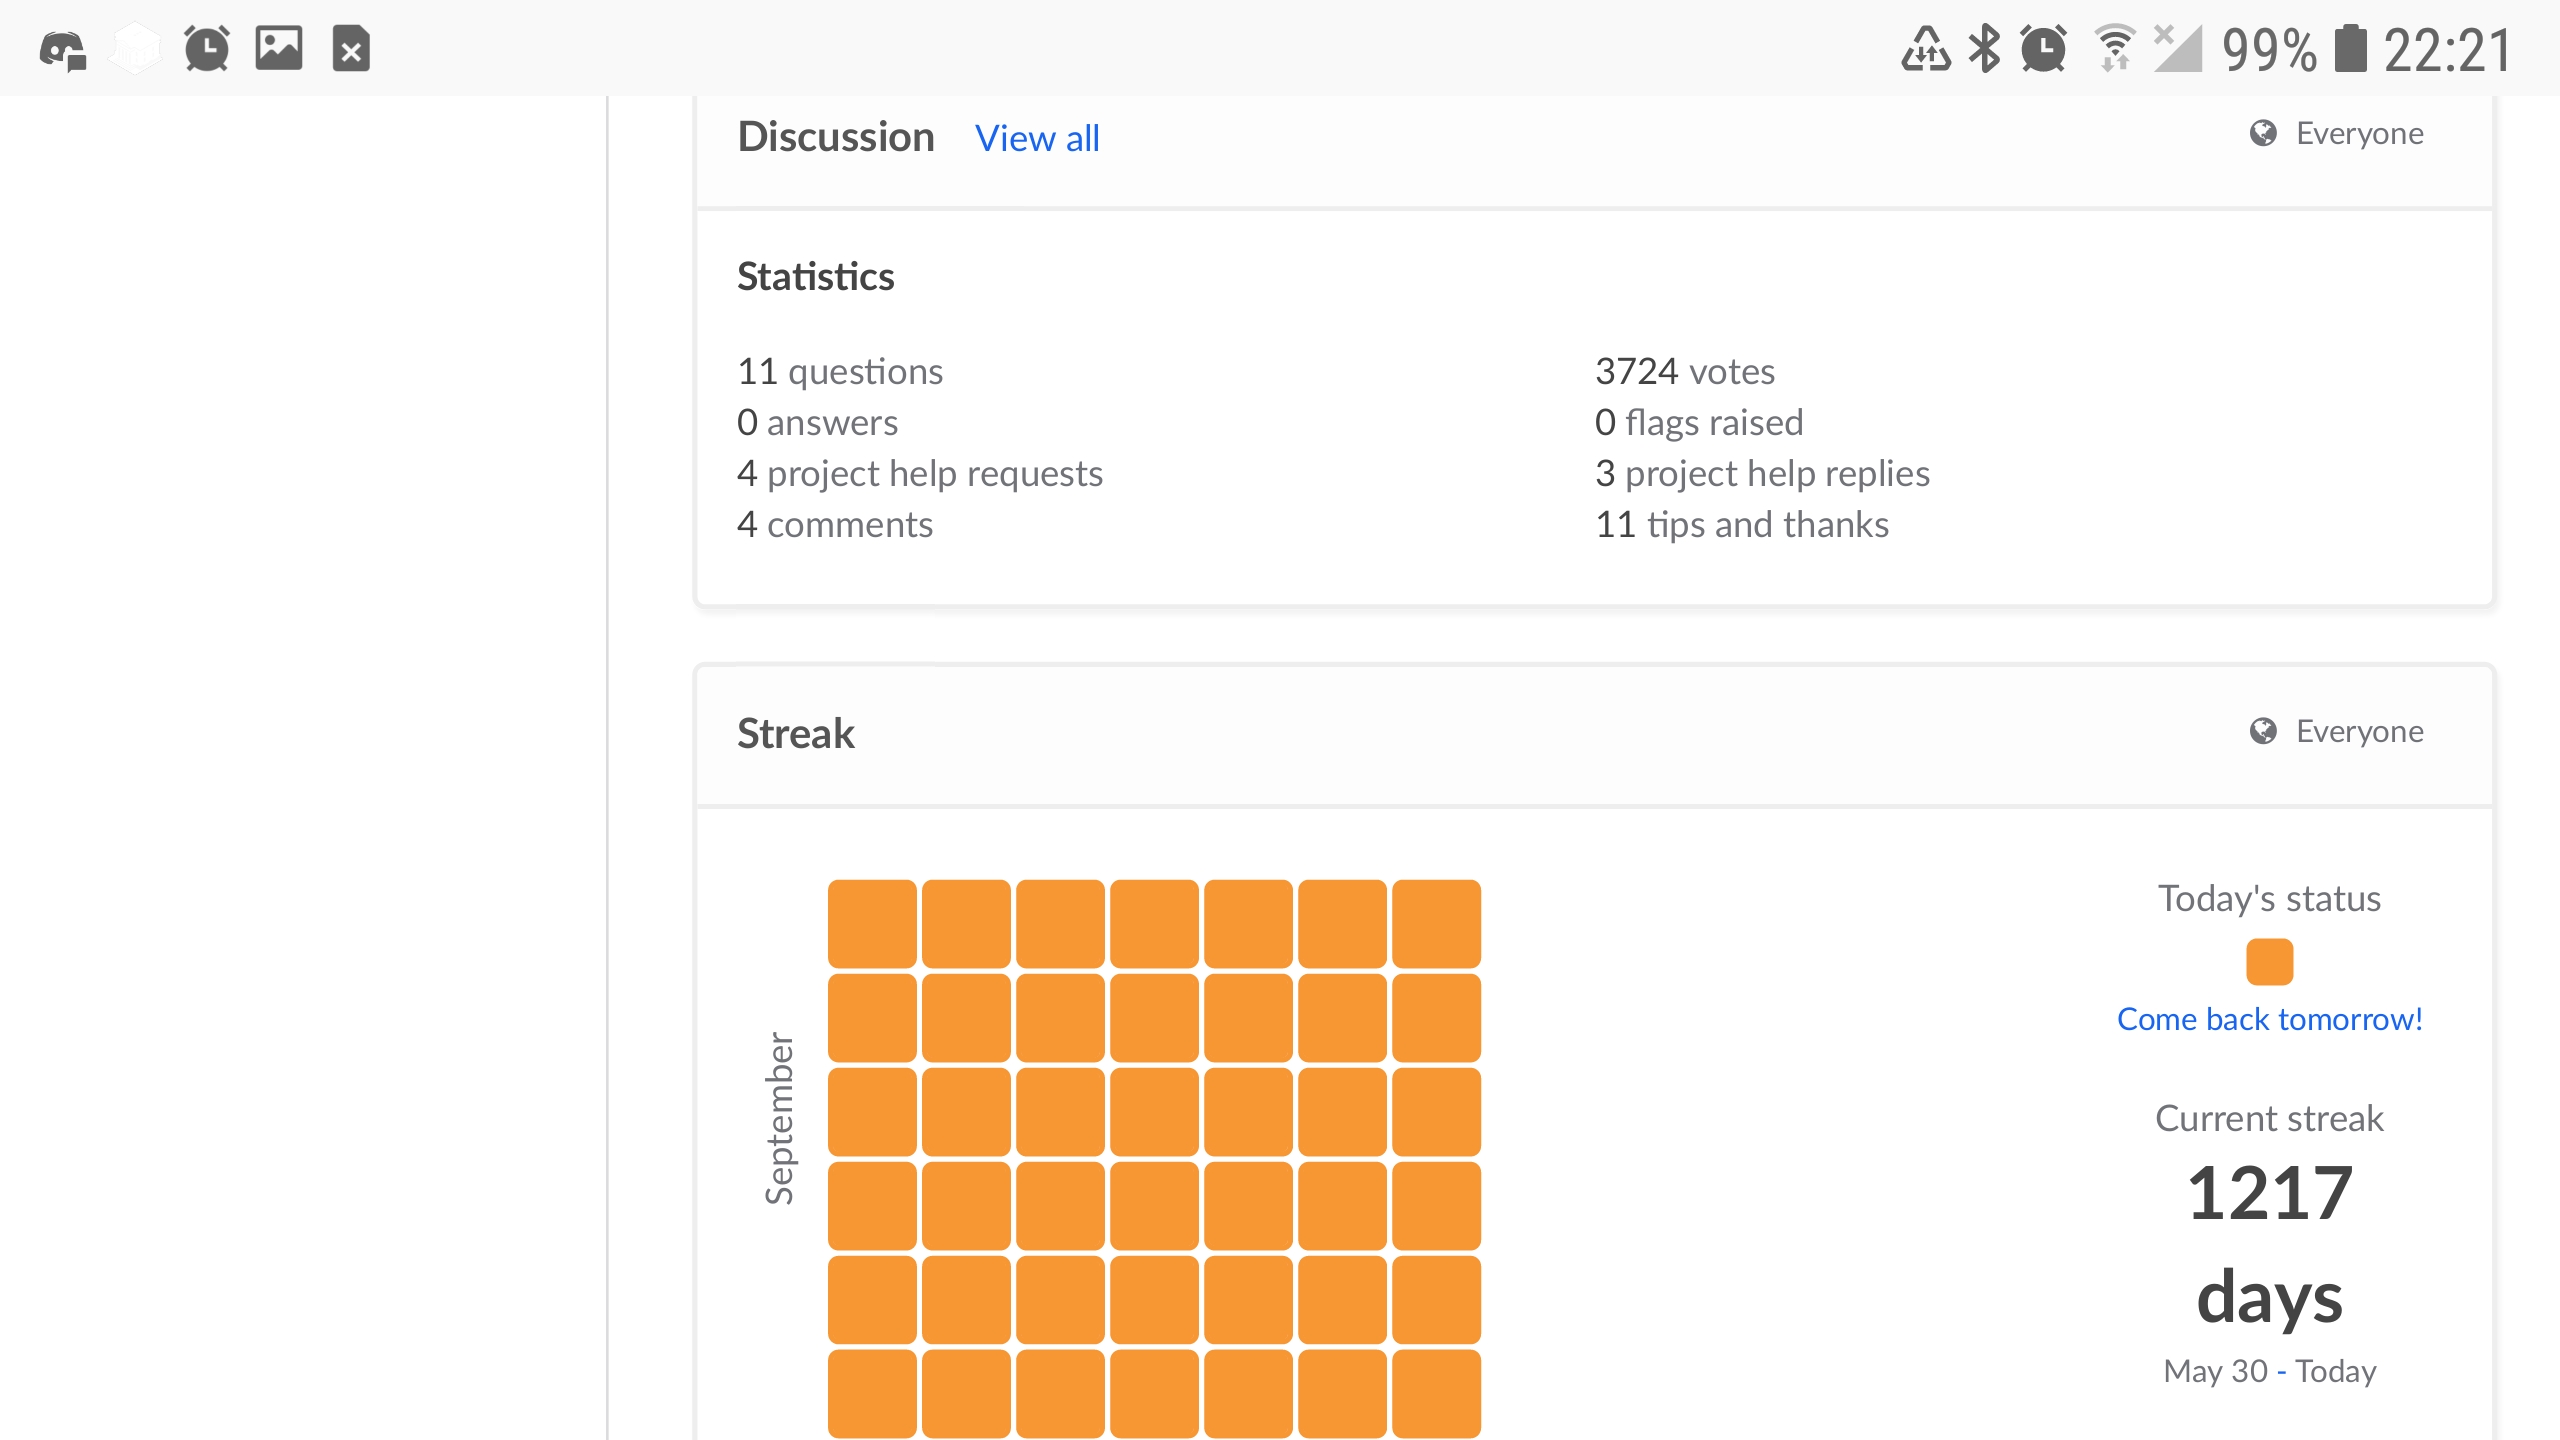 99% 22:21
Discussion View all Everyone
Statistics
11 questions
0 answers
4 project help requests
4 comments
3724 votes
0 flags raised
3 project help replies
11 tips and thanks
Streak Everyone
September
Today's status
Come back tomorrow!
Current streak
1217
days
May 30 - Today